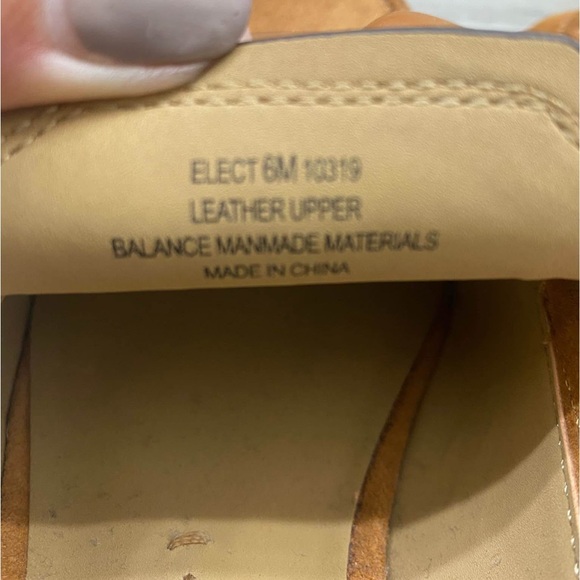 ELECT 6M 10319
LEATHER UPPER
BALANCE MANMADE MATERIALS
MADE IN CHINA